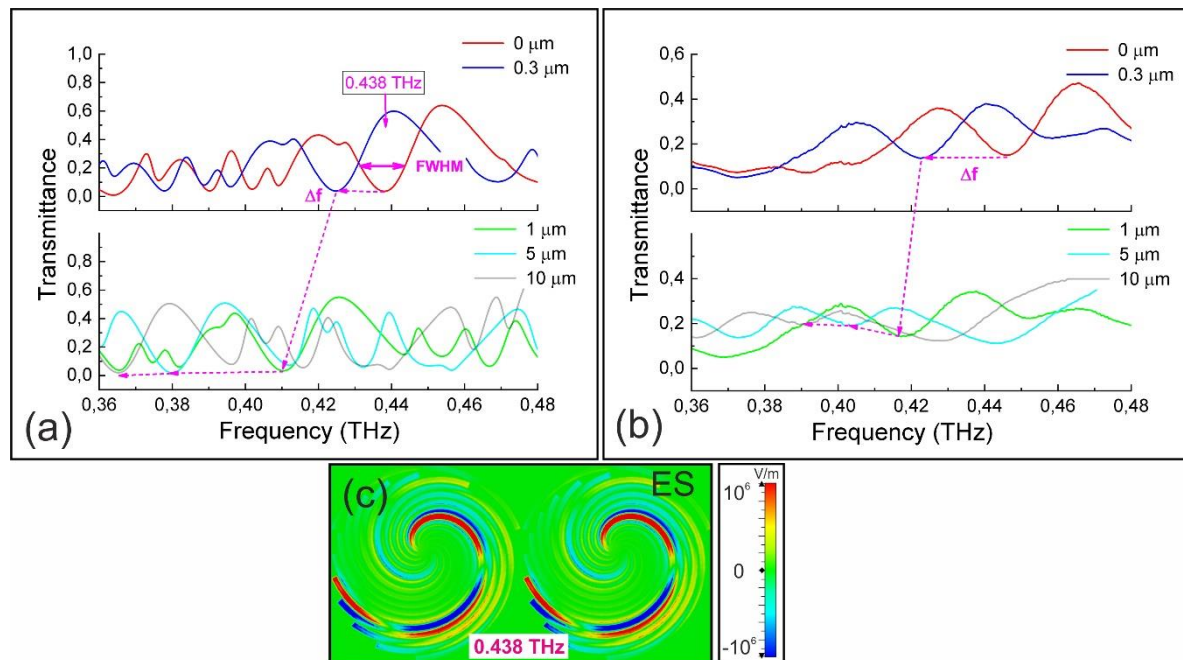 1,0
0,8
0,6
0,4
0,2
0,0
Transmittance
0 μm
0.3 μm
0.438 THz
FWHM
Δf
0,8
0,6
0,4
0,2
0,0
Transmittance
1 μm
5 μm
10 μm
0,36 0,38 0,40 0,42 0,44 0,46 0,48
Frequency (THz)
(a)
0,6
0,4
0,2
0,0
Transmittance
0 μm
0.3 μm
Δf
0,4
0,2
0,0
Transmittance
1 μm
5 μm
10 μm
0,36 0,38 0,40 0,42 0,44 0,46 0,48
Frequency (THz)
(b)
(c)
ES
0.438 THz
V/m
10⁶
0
-10⁶